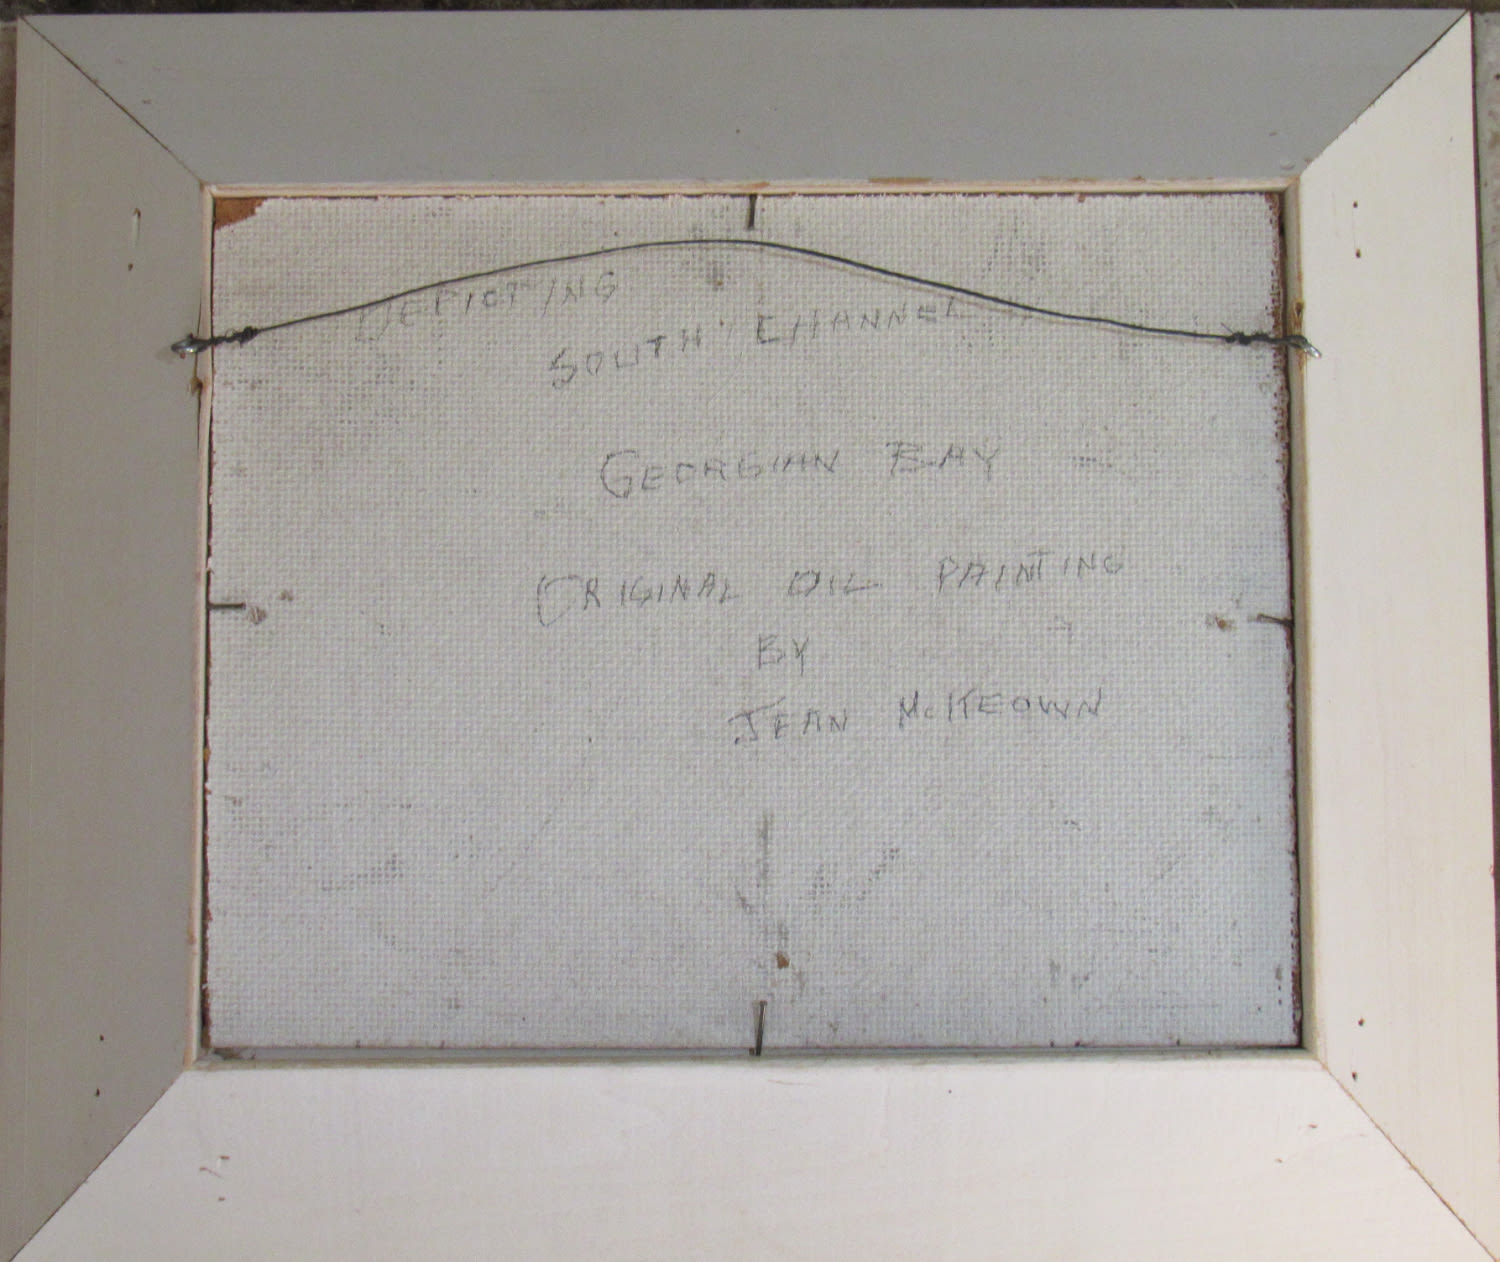 DEPICTING
SOUTH CHANNEL
GEORGIAN BAY -
ORIGINAL OIL PAINTING
BY
JEAN McKEOWN